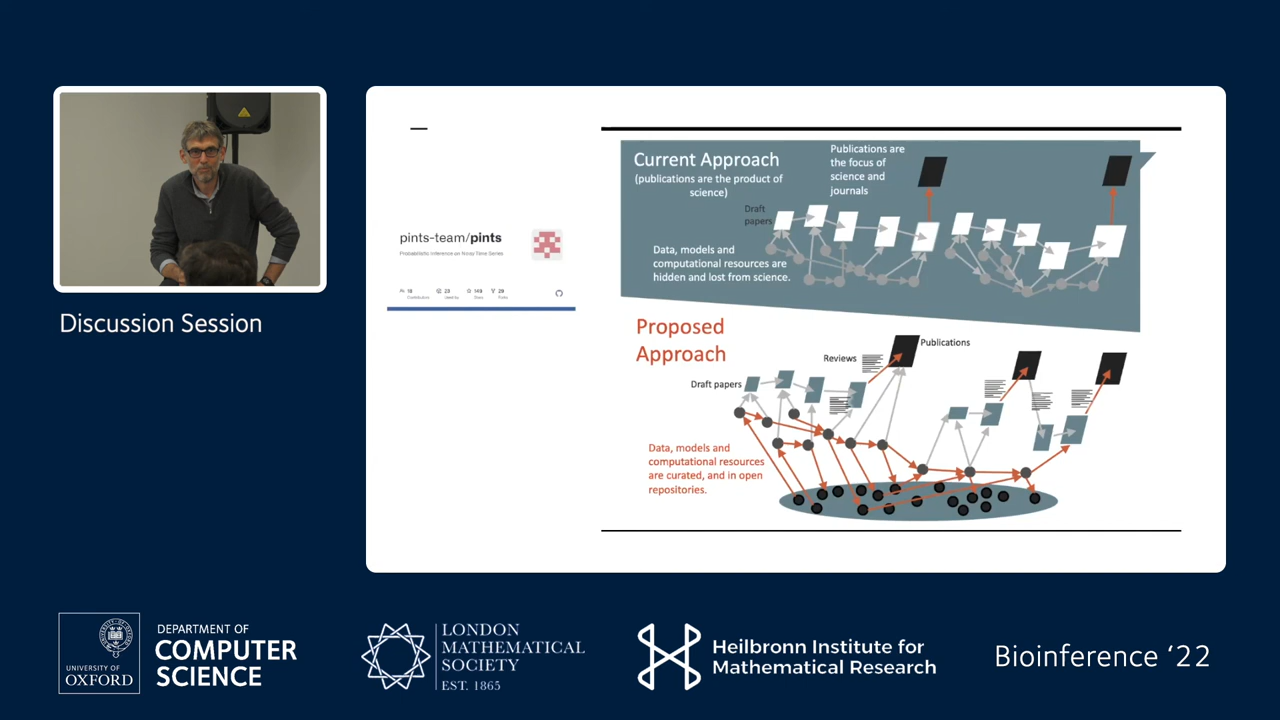 Discussion Session
pints-team/pints
Probabilistic Inference on Noisy Time Series
Current Approach
(publications are the product of
science)
Publications are
the focus of
science and
journals
Draft
papers
Data, models and
computational resources are
hidden and lost from science.
Proposed
Approach
Reviews
Publications
Draft papers
Data, models and
computational resources
are curated, and in open
repositories.
UNIVERSITY OF
OXFORD
DEPARTMENT OF
COMPUTER
SCIENCE
LONDON
MATHEMATICAL
SOCIETY
EST. 1865
Heilbronn Institute for
Mathematical Research
Bioinference ‘22